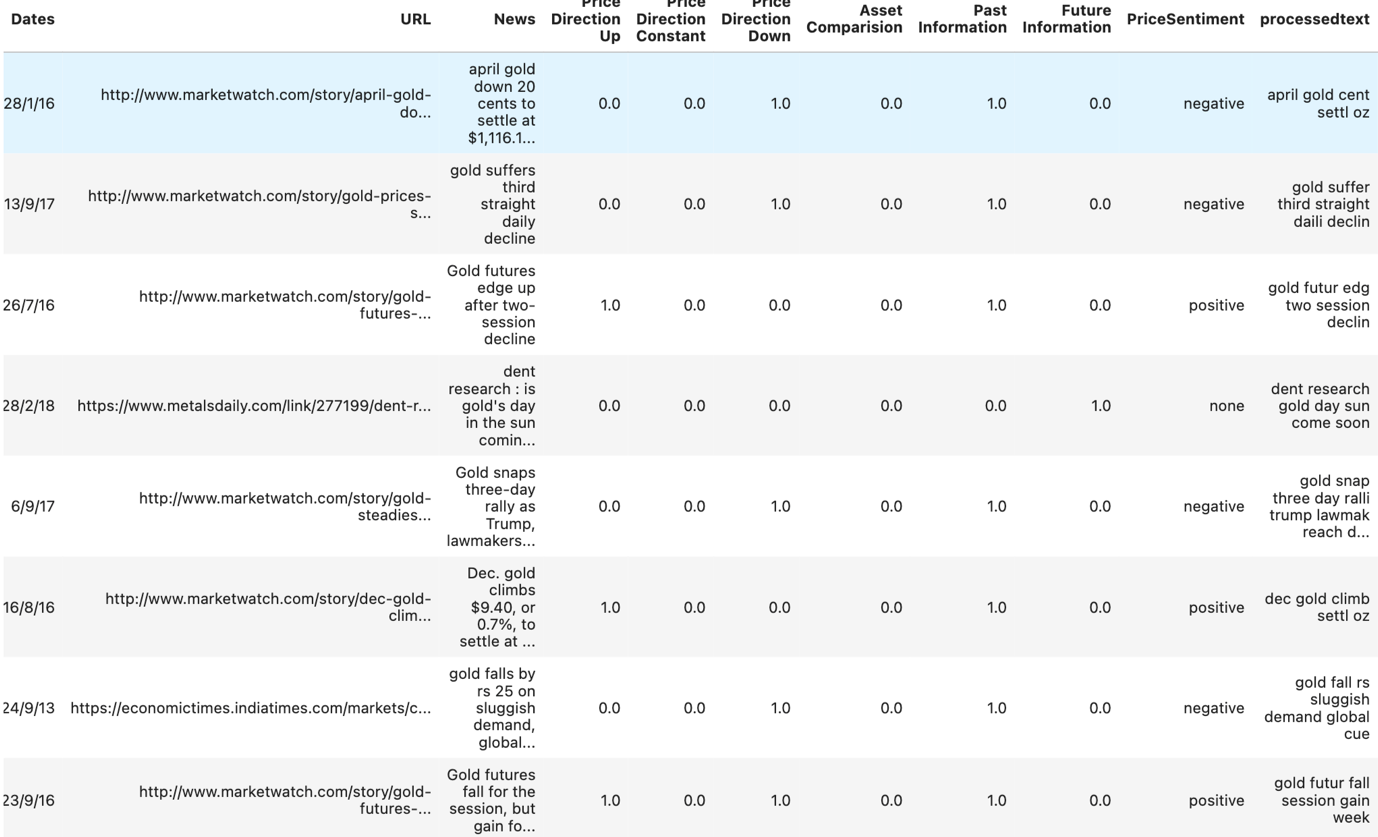 Dates URL News Price Direction Up Price Direction Constant Price Direction Down Asset Comparision Past Information Future Information PriceSentiment processedtext
28/1/16 http://www.marketwatch.com/story/april-gold-do... april gold down 20 cents to settle at $1,116.1... 0.0 0.0 1.0 0.0 1.0 0.0 negative april gold cent settl oz
13/9/17 http://www.marketwatch.com/story/gold-prices-s... gold suffers third straight daily decline 0.0 0.0 1.0 0.0 1.0 0.0 negative gold suffer third straight daili declin
26/7/16 http://www.marketwatch.com/story/gold-futures-... Gold futures edge up after two-session decline 1.0 0.0 0.0 0.0 1.0 0.0 positive gold futur edg two session declin
28/2/18 https://www.metalsdaily.com/link/277199/dent-r... dent research : is gold's day in the sun comin... 0.0 0.0 0.0 0.0 0.0 1.0 none dent research gold day sun come soon
6/9/17 http://www.marketwatch.com/story/gold-steadies... Gold snaps three-day rally as Trump, lawmakers... 0.0 0.0 1.0 0.0 1.0 0.0 negative gold snap three day ralli trump lawmak reach d...
16/8/16 http://www.marketwatch.com/story/dec-gold-clim... Dec. gold climbs $9.40, or 0.7%, to settle at ... 1.0 0.0 0.0 0.0 1.0 0.0 positive dec gold climb settl oz
24/9/13 https://economictimes.indiatimes.com/markets/c... gold falls by rs 25 on sluggish demand, global... 0.0 0.0 1.0 0.0 1.0 0.0 negative gold fall rs sluggish demand global cue
23/9/16 http://www.marketwatch.com/story/gold-futures-... Gold futures fall for the session, but gain fo... 1.0 0.0 1.0 0.0 1.0 0.0 positive gold futur fall session gain week